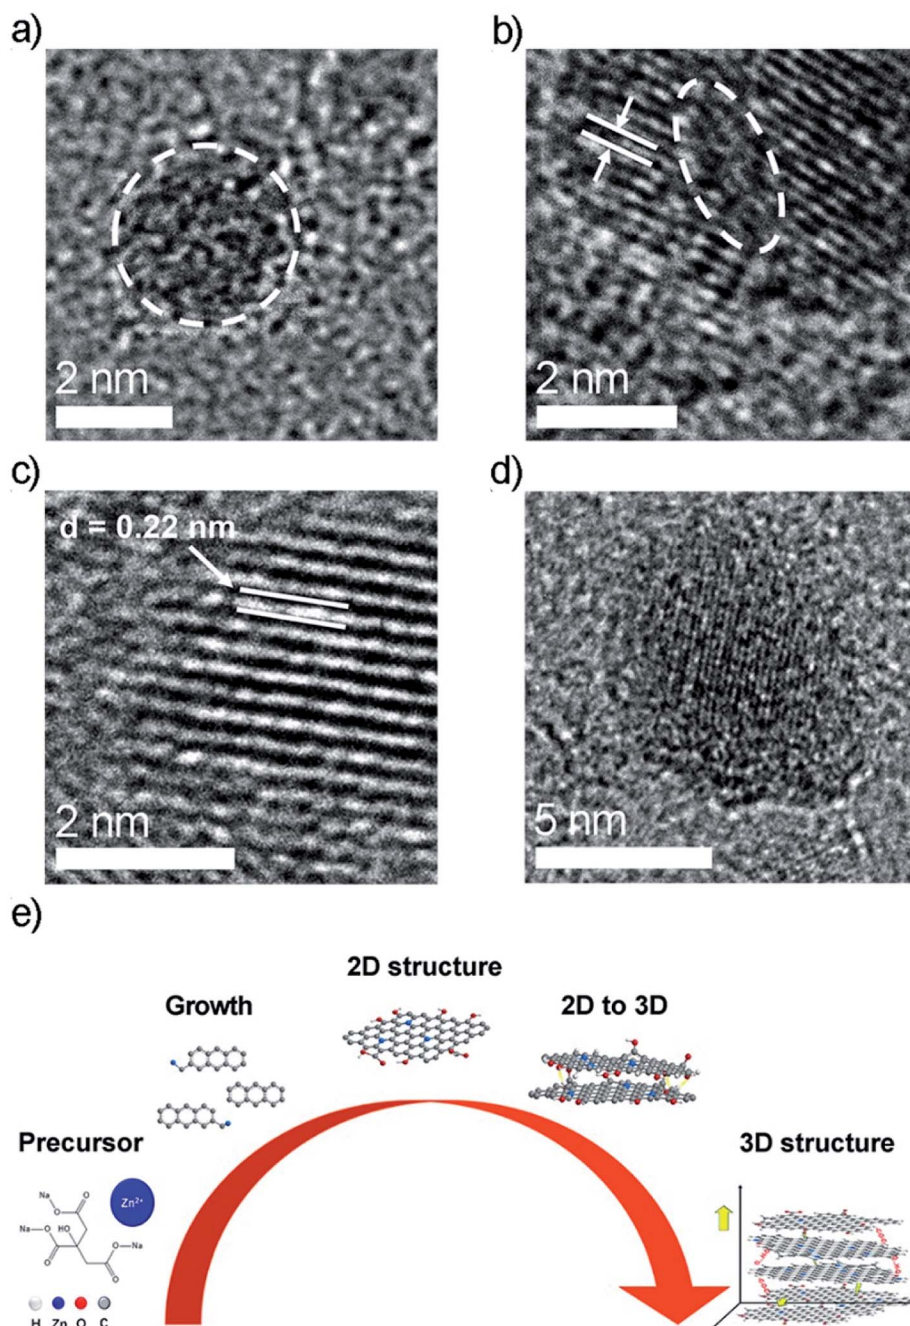 a)
b)
2 nm
2 nm
c)
d)
d = 0.22 nm
2 nm
5 nm
e)
2D structure
Growth
2D to 3D
Precursor
3D structure
Na
O
O
Zn²⁺
Na
O
HO
O
O
Na
O
O
H Zn O C